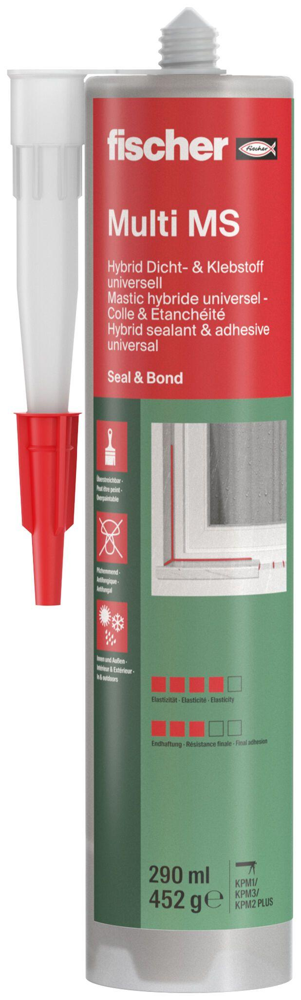 fischer
fischer
Multi MS
Hybrid Dicht- & Klebstoff
universell
Mastic hybride universel -
Colle & Etanchéité
Hybrid sealant & adhesive
universal
Seal & Bond
Überstreichbar ·
Peut être peint ·
Overpaintable
Pilzhemmend ·
Antifongique ·
Antifungal
Innen und Außen ·
Intérieur & Extérieur ·
In & outdoors
Elastizität · Elasticité · Elasticity
Endhaftung · Résistance finale · Final adhesion
290 ml
452 g℮
KPM1/
KPM3/
KPM2 PLUS